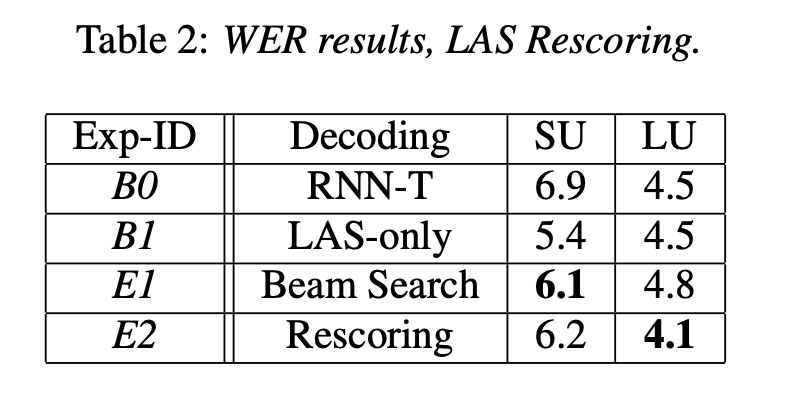 Table 2: WER results, LAS Rescoring.
Exp-ID Decoding SU LU
B0 RNN-T 6.9 4.5
B1 LAS-only 5.4 4.5
E1 Beam Search 6.1 4.8
E2 Rescoring 6.2 4.1